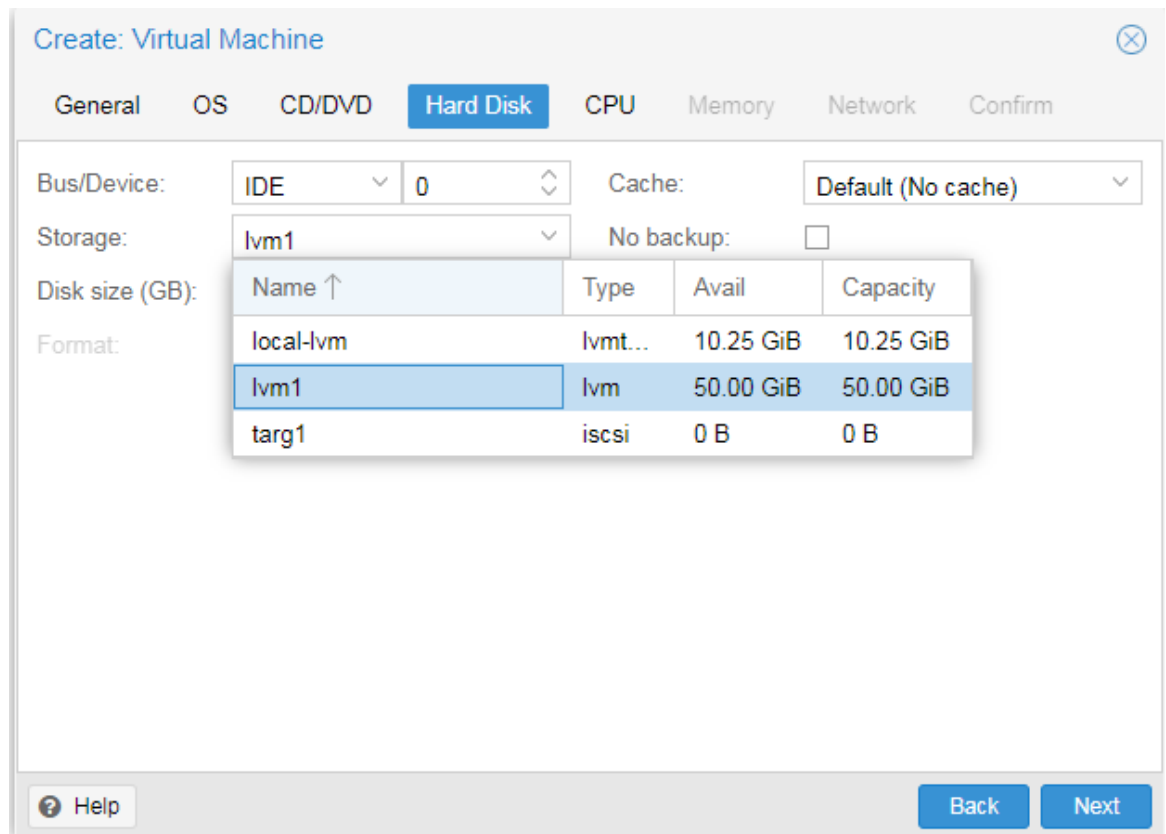 Create: Virtual Machine
General OS CD/DVD Hard Disk CPU Memory Network Confirm
Bus/Device: IDE 0 Cache: Default (No cache)
Storage: lvm1 No backup:
Disk size (GB): Name Type Avail Capacity
Format: local-lvm lvmt... 10.25 GiB 10.25 GiB
lvm1 lvm 50.00 GiB 50.00 GiB
targ1 iscsi 0 B 0 B
Help Back Next